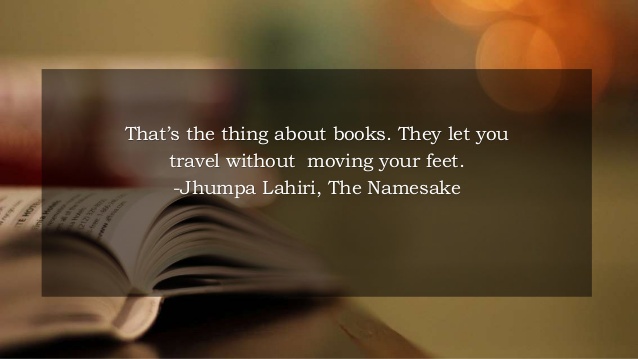 That's the thing about books. They let you
travel without  moving your feet.
-Jhumpa Lahiri, The Namesake